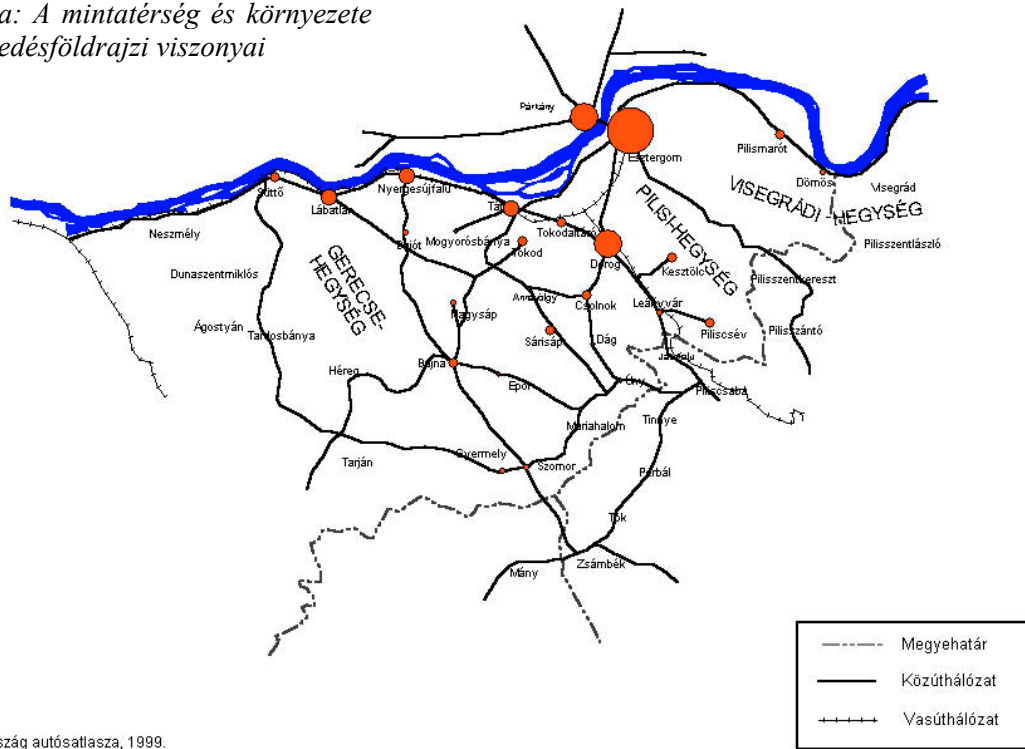 a: A mintatérség és környezete
edésföldrajzi viszonyai
Párkány
Esztergom
Pilismarót
Dömös
Visegrád
VISEGRÁDI-HEGYSÉG
PILISI-HEGYSÉG
Süttő
Lábatlan
Nyergesújfalu
Tát
Neszmély
Bajót
Mogyorósbánya
Tokodaltáró
Tokod
Dorog
Kesztölc
Pilisszentlászló
Pilisszentkereszt
Dunaszentmiklós
GERECSE-
HEGYSÉG
Annavölgy
Csolnok
Leányvár
Piliscsév
Pilisszántó
Nagysáp
Ágostyán
Tardosbánya
Sárisáp
Dág
Jászfalu
Héreg
Bajna
Epöl
Úny
Piliscsaba
Máriahalom
Tinnye
Tarján
Gyermely
Szomor
Perbál
Tök
Mány
Zsámbék
Megyehatár
Közúthálózat
Vasúthálózat
szág autósatlasza, 1999.